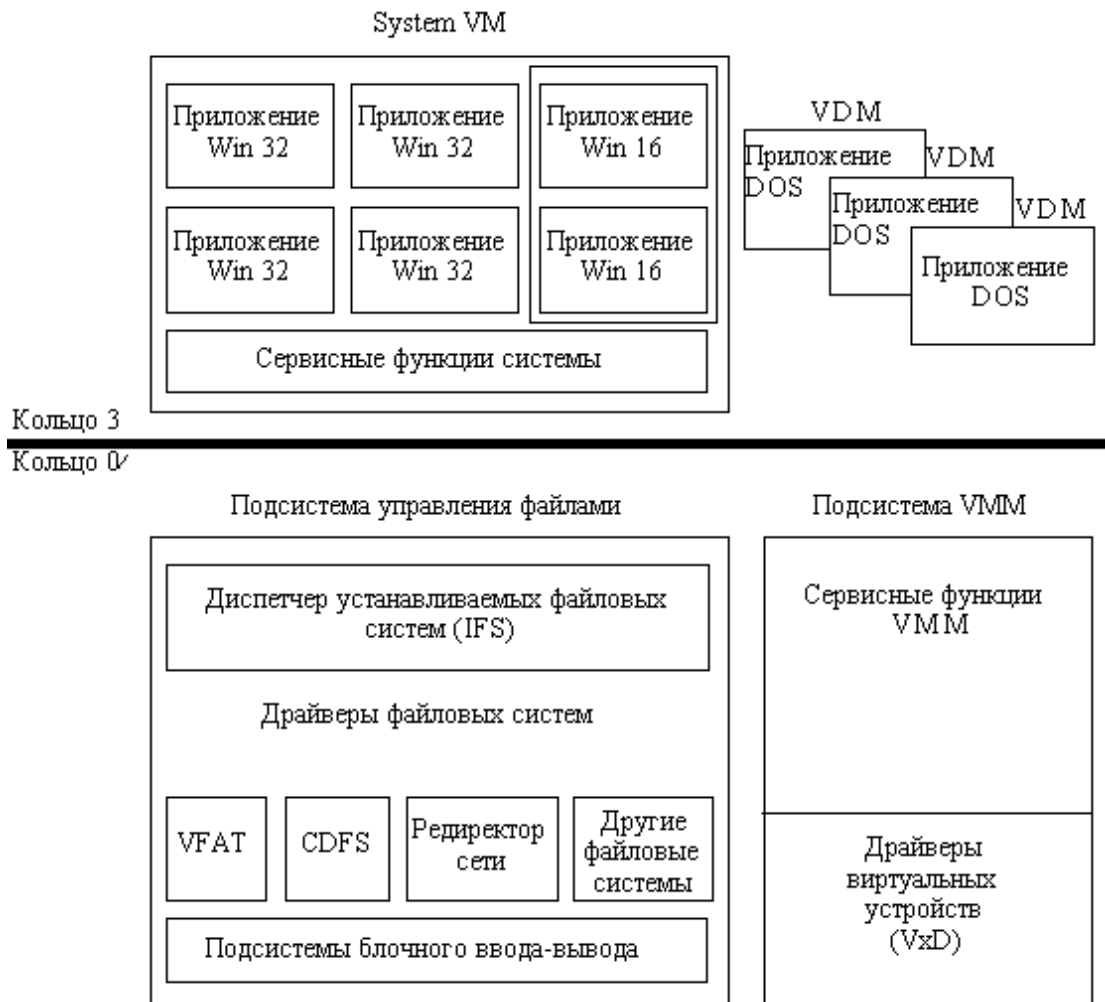 System VM
Приложение
Win 32
Приложение
Win 32
Приложение
Win 16
Приложение
Win 32
Приложение
Win 32
Приложение
Win 16
Сервисные функции системы
VDM
Приложение
DOS
VDM
Приложение
DOS
VDM
Приложение
DOS
Кольцо 3
Кольцо 0
Подсистема управления файлами
Диспетчер устанавливаемых файловых
систем (IFS)
Драйверы файловых систем
VFAT
CDFS
Редиректор
сети
Другие
файловые
системы
Подсистемы блочного ввода-вывода
Подсистема VMM
Сервисные функции
VMM
Драйверы
виртуальных
устройств
(VxD)